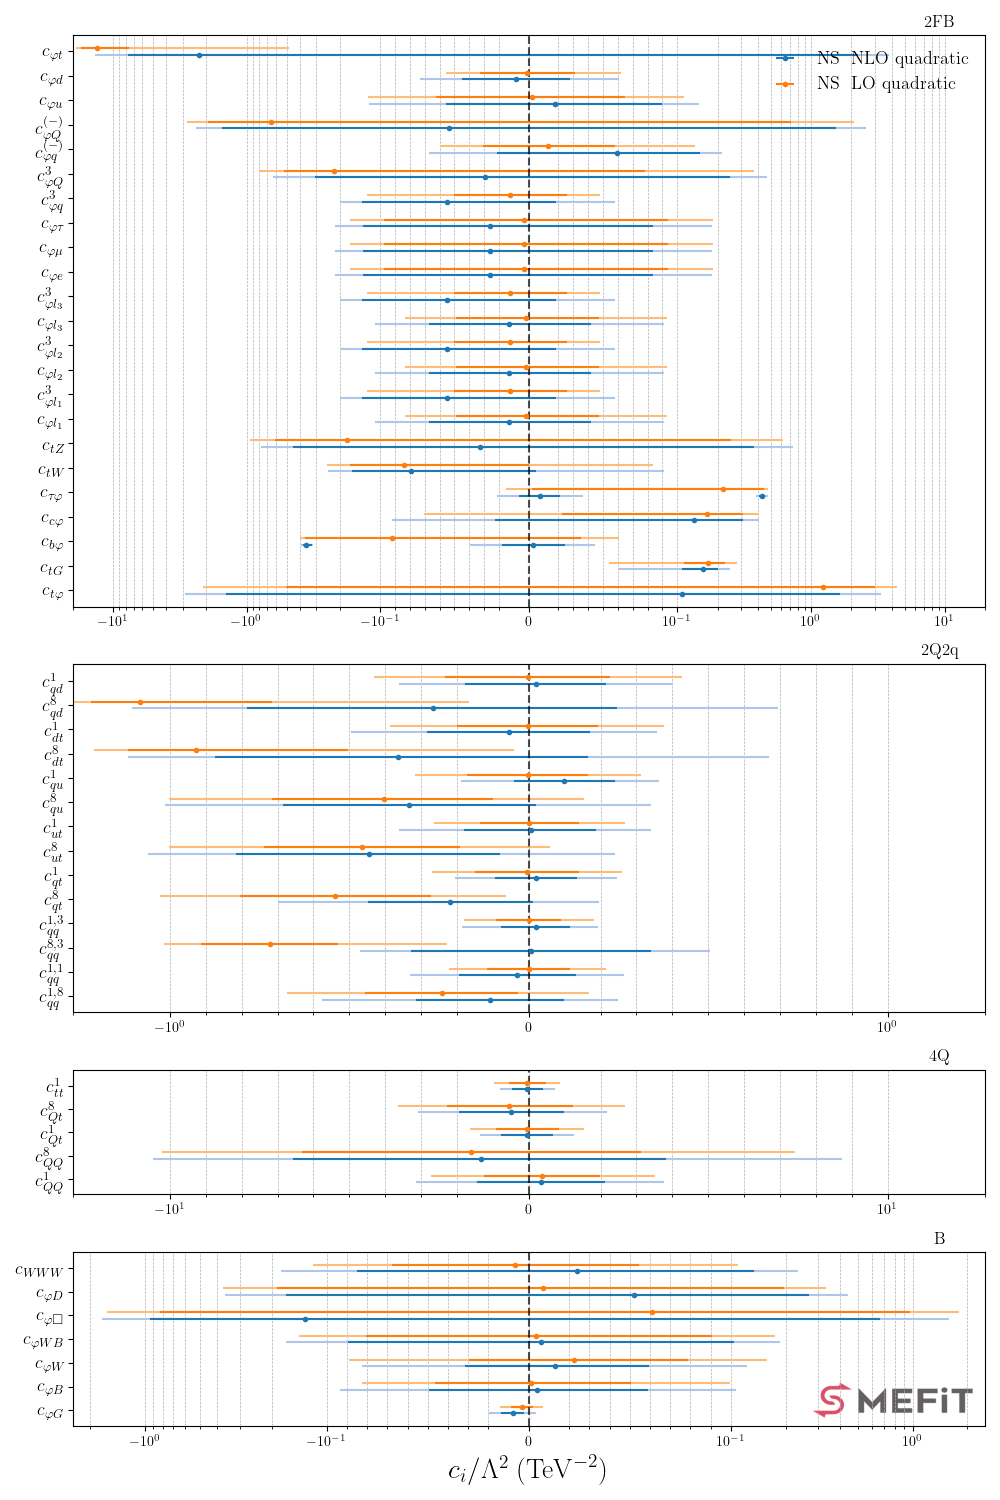 2FB
NS NLO quadratic
NS LO quadratic
c_{φt}
c_{φd}
c_{φu}
c_{φQ}^{(−)}
c_{φq}^{(−)}
c_{φQ}^{3}
c_{φq}^{3}
c_{φτ}
c_{φμ}
c_{φe}
c_{φl_3}^{3}
c_{φl_3}
c_{φl_2}^{3}
c_{φl_2}
c_{φl_1}^{3}
c_{φl_1}
c_{tZ}
c_{tW}
c_{τφ}
c_{cφ}
c_{bφ}
c_{tG}
c_{tφ}
−10^1 −10^0 −10^{−1} 0 10^{−1} 10^0 10^1
2Q2q
c_{qd}^{1}
c_{qd}^{8}
c_{dt}^{1}
c_{dt}^{8}
c_{qu}^{1}
c_{qu}^{8}
c_{ut}^{1}
c_{ut}^{8}
c_{qt}^{1}
c_{qt}^{8}
c_{qq}^{1,3}
c_{qq}^{8,3}
c_{qq}^{1,1}
c_{qq}^{1,8}
−10^0 0 10^0
4Q
c_{tt}^{1}
c_{Qt}^{8}
c_{Qt}^{1}
c_{QQ}^{8}
c_{QQ}^{1}
−10^1 0 10^1
B
c_{WWW}
c_{φD}
c_{φ□}
c_{φWB}
c_{φW}
c_{φB}
c_{φG}
SMEFiT
−10^0 −10^{−1} 0 10^{−1} 10^0
c_i/Λ^2 (TeV^{−2})